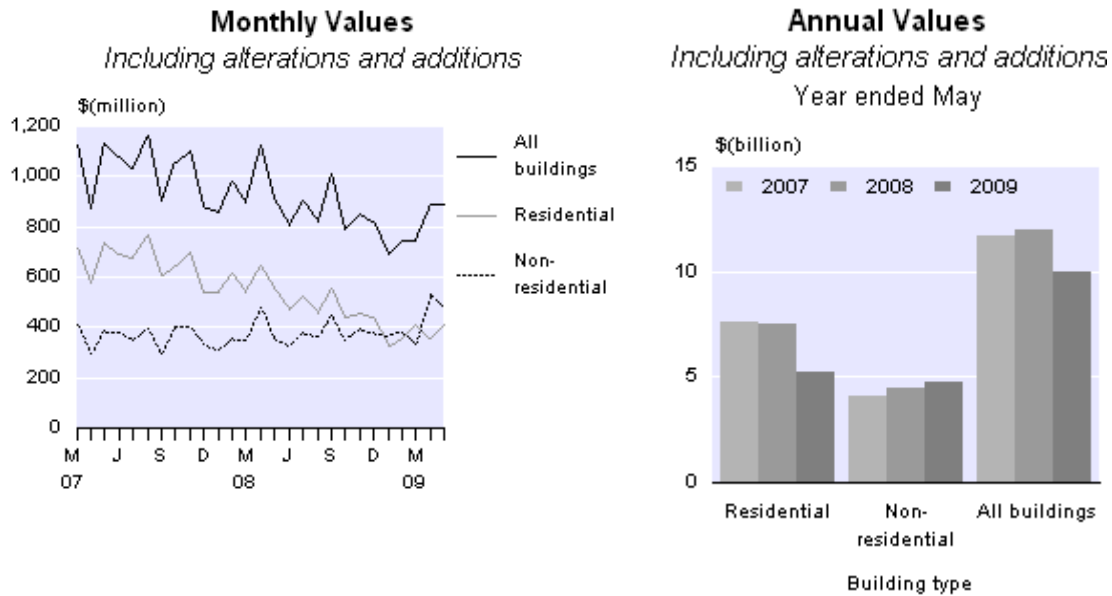 Monthly Values
Including alterations and additions
$(million)
1,200
1,000
800
600
400
200
0
M J S D M J S D M
07 08 09
All
buildings
Residential
Non-
residential
Annual Values
Including alterations and additions
Year ended May
$(billion)
15
10
5
0
2007 2008 2009
Residential Non-
residential All buildings
Building type